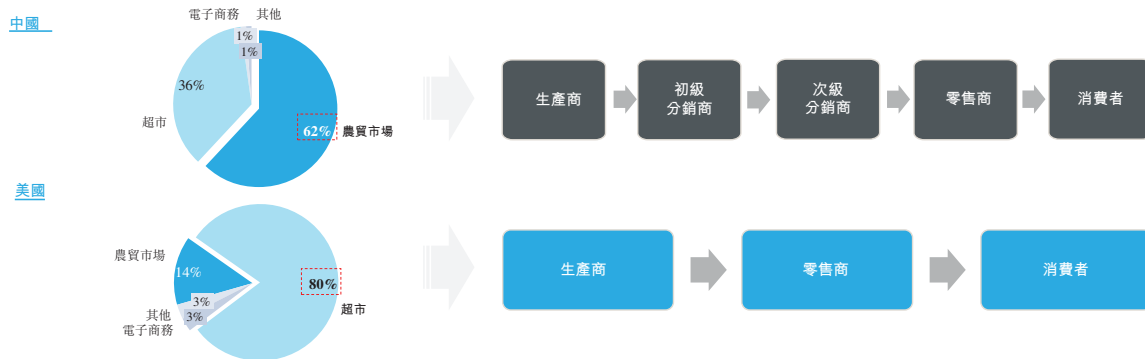 中國
電子商務
其他
1%
1%
36%
超市
62%
農貿市場
生產商
初級
分銷商
次級
分銷商
零售商
消費者
美國
農貿市場
14%
3%
其他
3%
電子商務
80%
超市
生產商
零售商
消費者